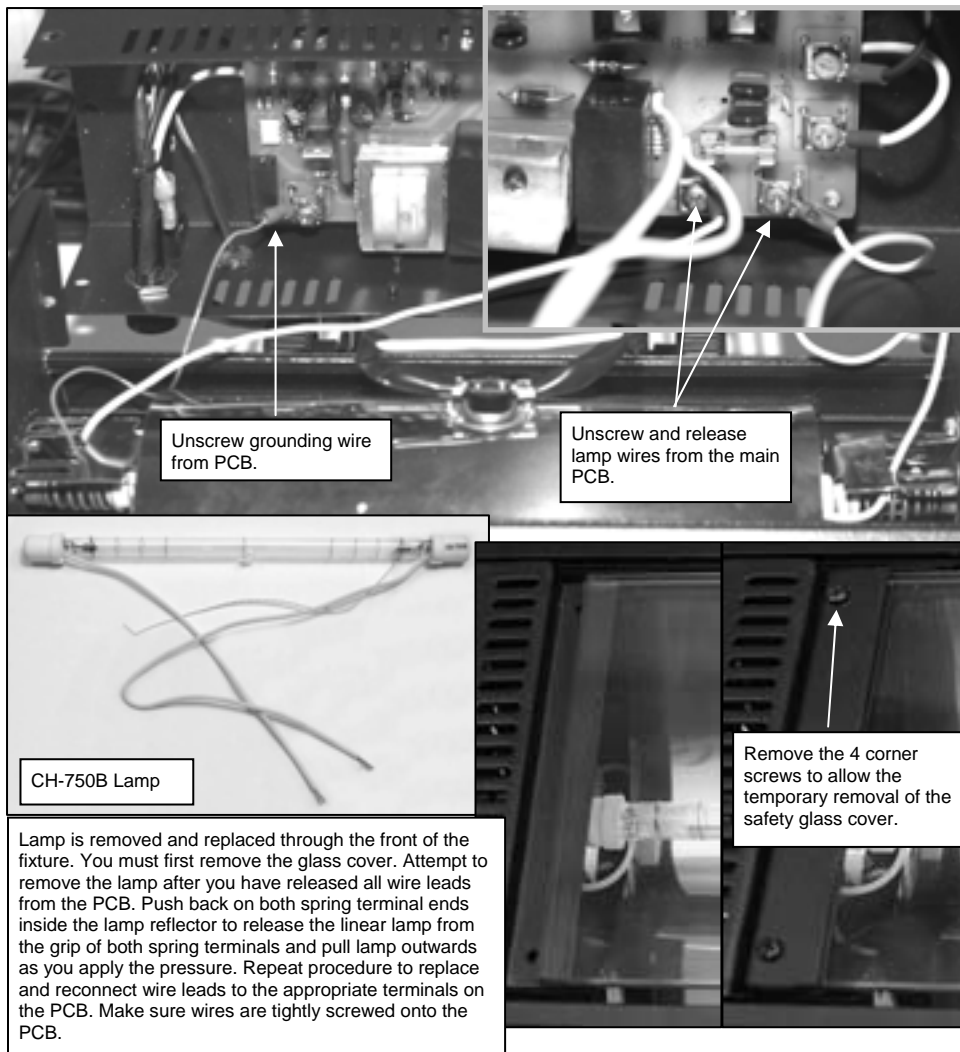 Unscrew grounding wire
from PCB.
Unscrew and release
lamp wires from the main
PCB.
CH-750B Lamp
Remove the 4 corner
screws to allow the
temporary removal of the
safety glass cover.
Lamp is removed and replaced through the front of the
fixture. You must first remove the glass cover. Attempt to
remove the lamp after you have released all wire leads
from the PCB. Push back on both spring terminal ends
inside the lamp reflector to release the linear lamp from
the grip of both spring terminals and pull lamp outwards
as you apply the pressure. Repeat procedure to replace
and reconnect wire leads to the appropriate terminals on
the PCB. Make sure wires are tightly screwed onto the
PCB.